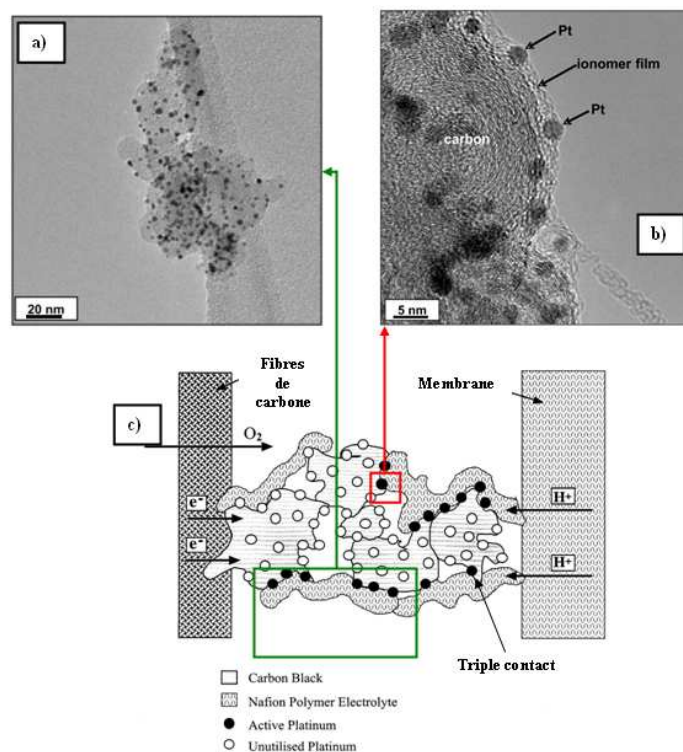 a)
20 nm
Pt
ionomer film
Pt
carbon
b)
5 nm
Fibres
de
carbone
Membrane
c)
O₂
e⁻
H⁺
e⁻
H⁺
Triple contact
Carbon Black
Nafion Polymer Electrolyte
Active Platinum
Unutilised Platinum